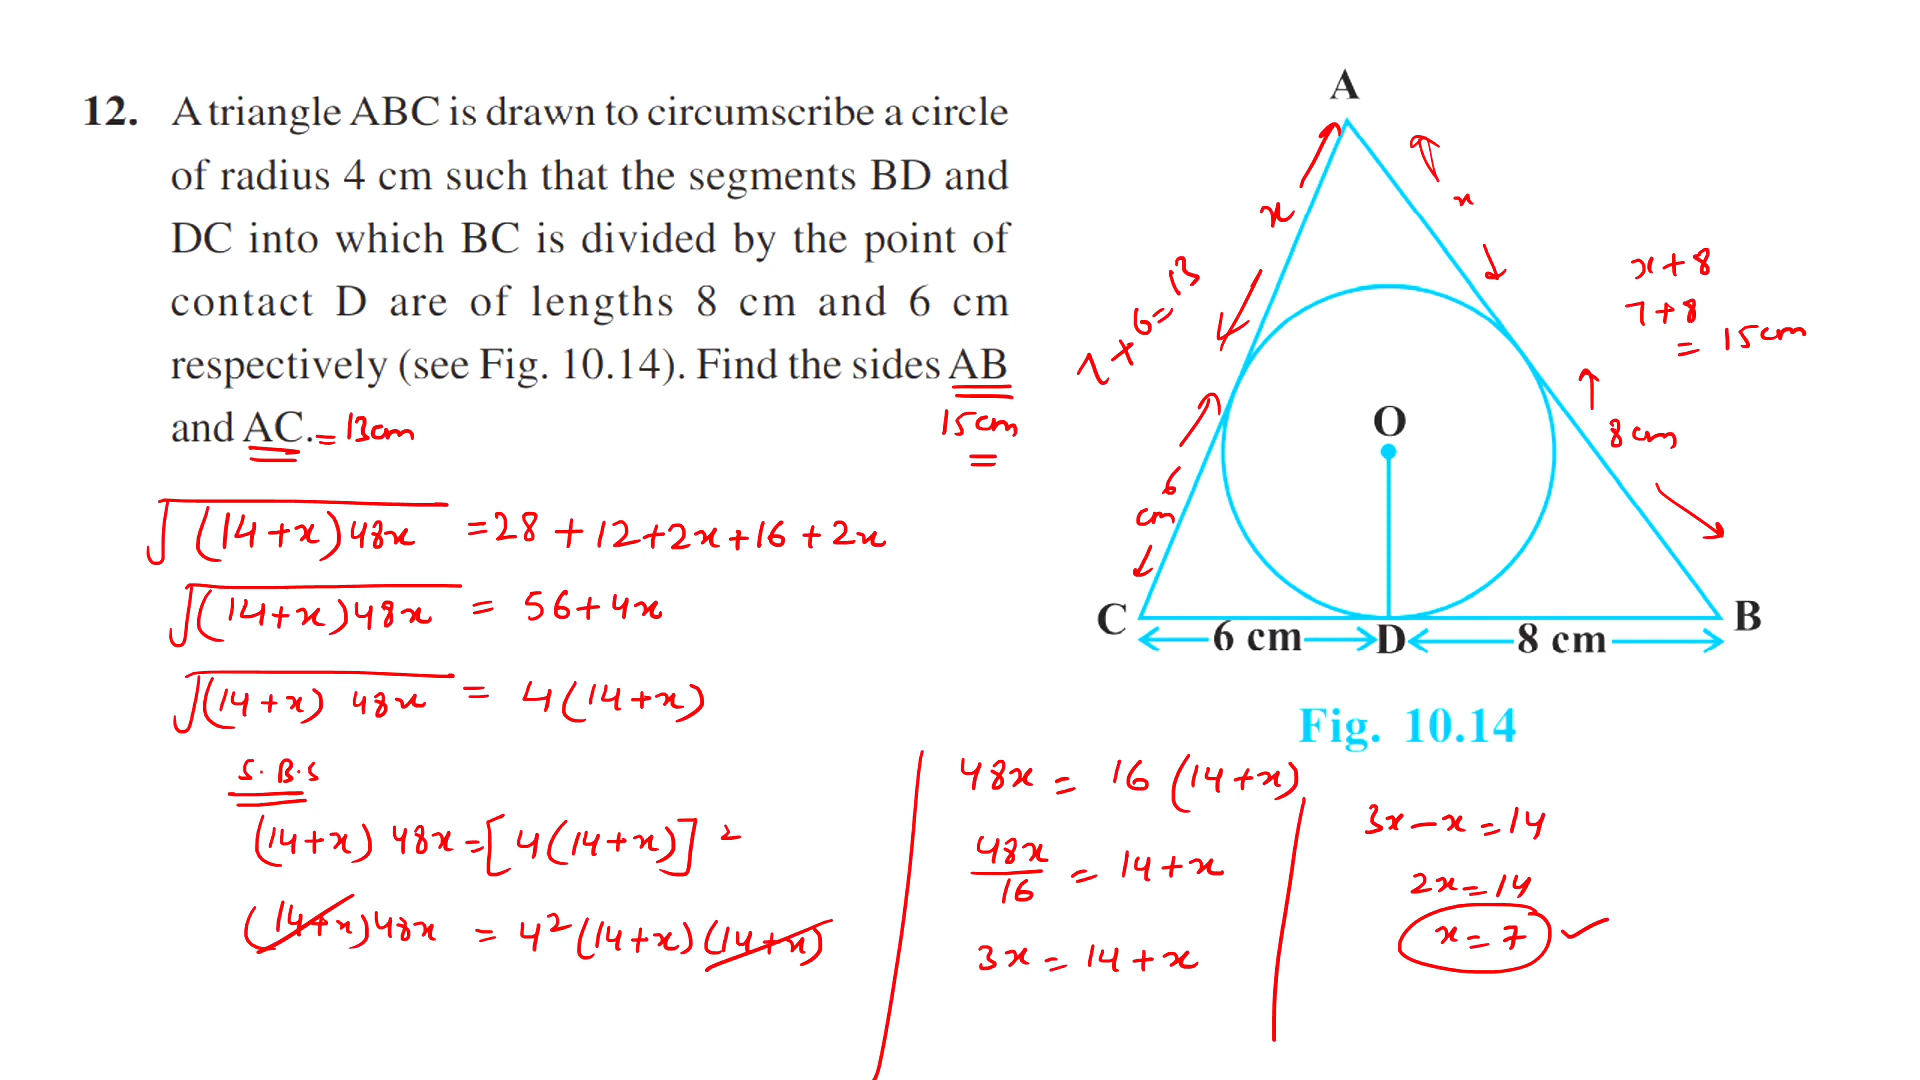 12. A triangle ABC is drawn to circumscribe a circle
of radius 4 cm such that the segments BD and
DC into which BC is divided by the point of
contact D are of lengths 8 cm and 6 cm
respectively (see Fig. 10.14). Find the sides AB
and AC. = 13cm
15cm
=
√(14+x)48x = 28 + 12+2x+16+2x
√(14+x)48x = 56+4x
√(14+x) 48x = 4(14+x)
S.B.S
(14+x) 48x = [4(14+x)]²
(14+x)48x = 4²(14+x)(14+x)
48x = 16(14+x)
48x/16 = 14+x
3x = 14+x
3x-x=14
2x=14
x=7 ✓
A
x
x
7+6=13
x+8
7+8
= 15cm
O
8cm
6
cm
C
B
6 cm
D
8 cm
Fig. 10.14